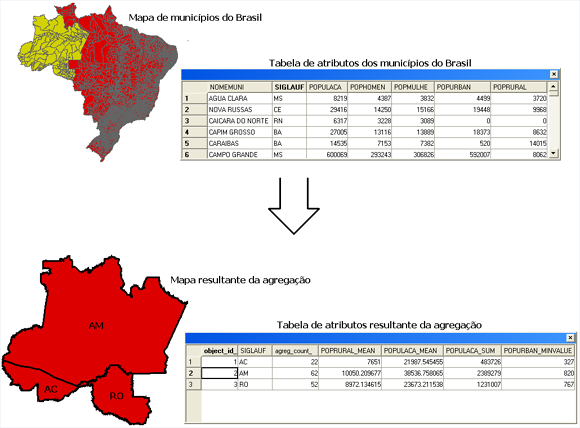 Mapa de municípios do Brasil
Tabela de atributos dos municípios do Brasil
NOMEMUNI SIGLAUF POPULACA POPHOMEN POPMULHE POPURBAN POPRURAL
1 AGUA CLARA MS 8219 4387 3832 4499 3720
2 NOVA RUSSAS CE 29416 14250 15166 19448 9968
3 CAICARA DO NORTE RN 6317 3228 3089 0 0
4 CAPIM GROSSO BA 27005 13116 13889 18373 8632
5 CARAIBAS BA 14535 7153 7382 520 14015
6 CAMPO GRANDE MS 600069 293243 306826 592007 8062
Mapa resultante da agregação
AM
AC
RO
Tabela de atributos resultante da agregação
object_id_ SIGLAUF agreg_count_ POPRURAL_MEAN POPULACA_MEAN POPULACA_SUM POPURBAN_MINVALUE
1 1 AC 22 7651 21987.545455 483726 327
2 2 AM 62 10050.209677 38536.758065 2389279 820
3 3 RO 52 8972.134615 23673.211538 1231007 767